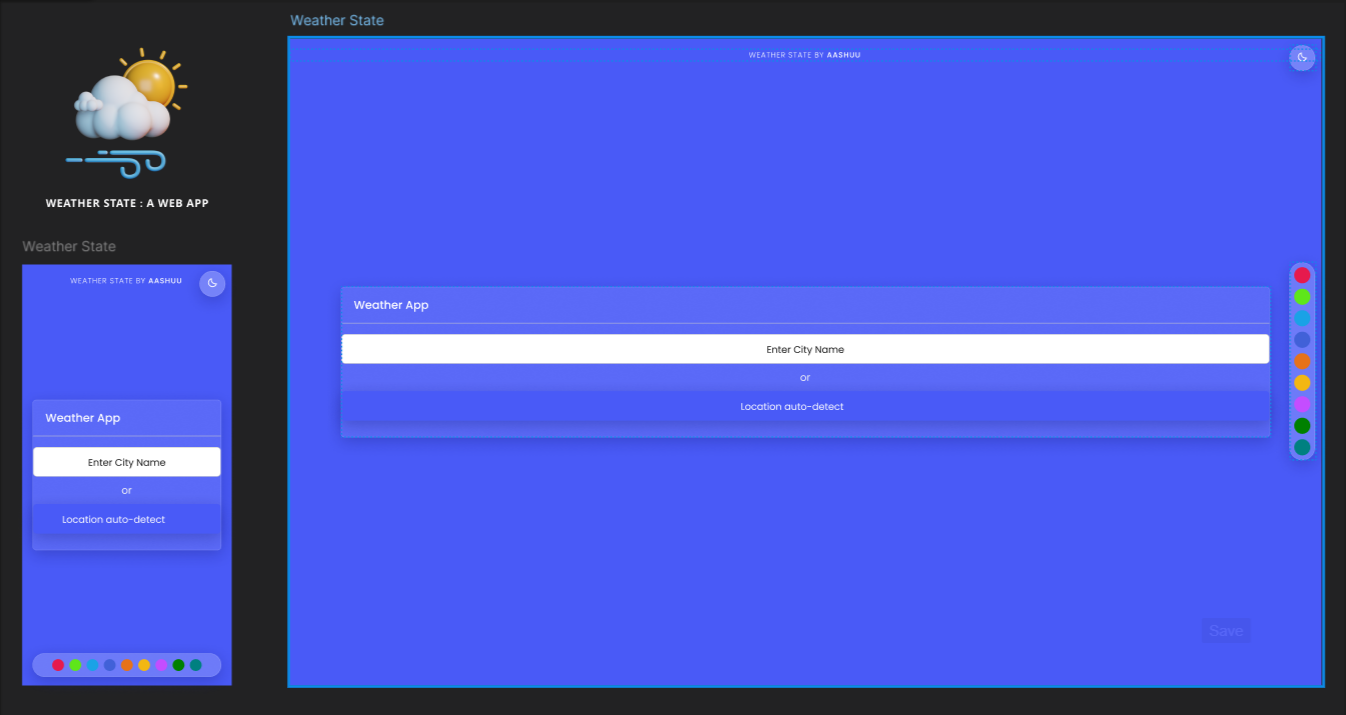 Weather State
WEATHER STATE BY AASHUU
WEATHER STATE : A WEB APP
Weather State
WEATHER STATE BY AASHUU
Weather App
Enter City Name
or
Location auto-detect
Weather App
Enter City Name
or
Location auto-detect
Save